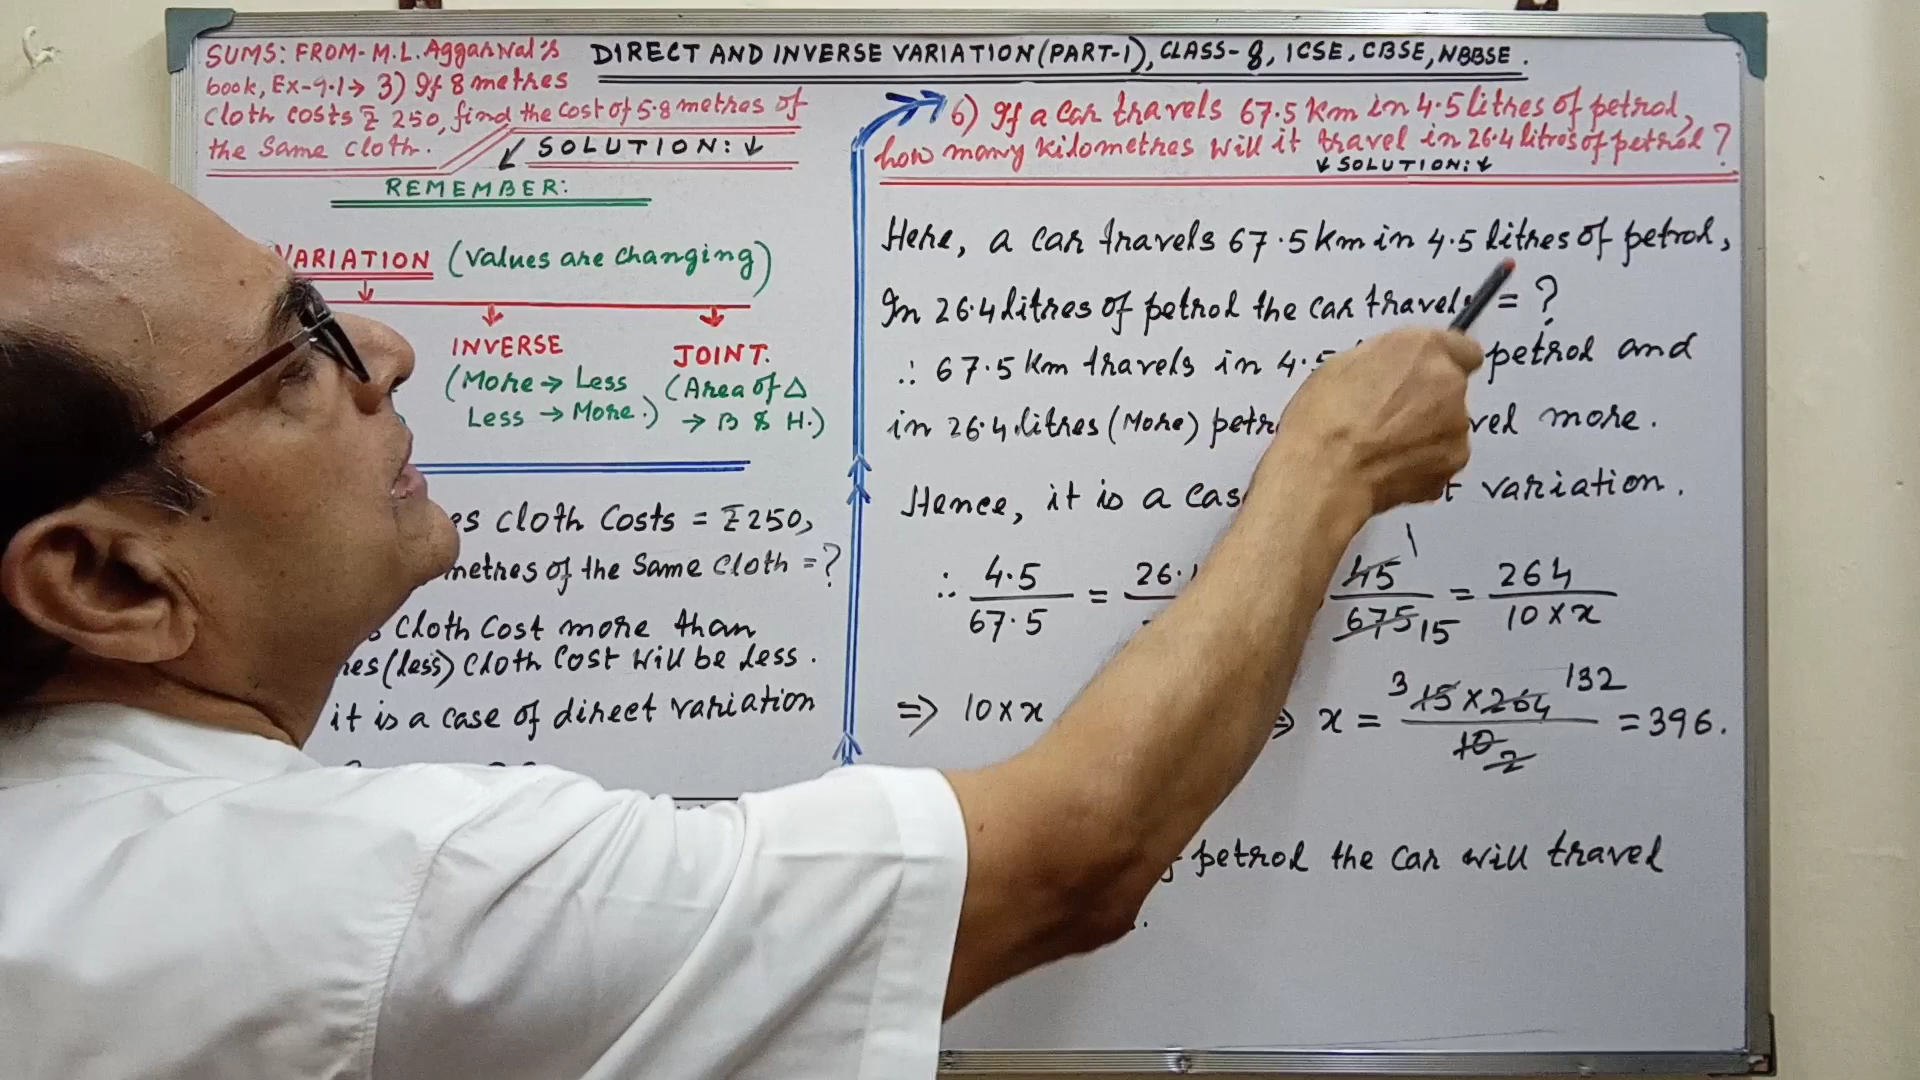 DIRECT AND INVERSE VARIATION (PART-1), CLASS-8, ICSE, CBSE, NBBSE.
SUMS: FROM- M.L. Aggarwal's
book, Ex-9.1→ 3) If 8 metres
cloth costs ₹ 250, find the cost of 5.8 metres of
the same cloth.
↙ SOLUTION: ↓
REMEMBER:
VARIATION (Values are changing)
INVERSE
(More → Less
Less → More.)
JOINT.
(Area of Δ
→ B & H.)
es cloth costs = ₹250,
metres of the same cloth = ?
cloth cost more than
(less) cloth cost will be less.
it is a case of direct variation
6) If a car travels 67.5 km in 4.5 litres of petrol,
how many kilometres will it travel in 26.4 litres of petrol?
↓ SOLUTION: ↓
Here, a car travels 67.5 km in 4.5 litres of petrol,
In 26.4 litres of petrol the car travels = ?
∴ 67.5 km travels in 4.5 petrol and
in 26.4 litres (More) petr vel more.
Hence, it is a cas t variation.
∴ 4.5/67.5 = 26. 45/675 1 15 = 264/10 × x
⇒ 10 × x ⇒ x = 15 × 264/10 3 132 2 = 396.
petrol the car will travel